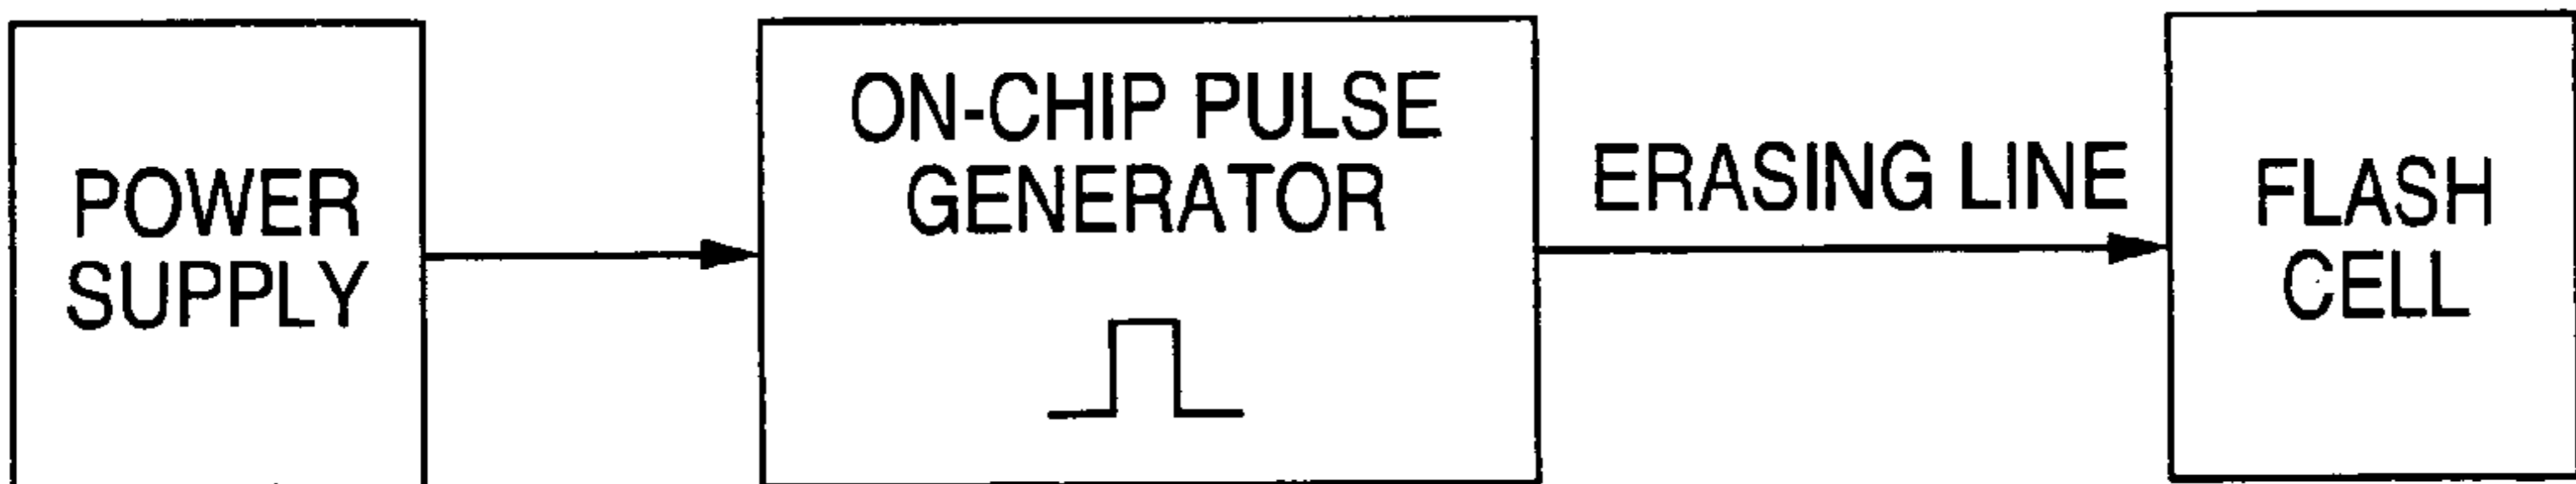 POWER
SUPPLY
ON-CHIP PULSE
GENERATOR
ERASING LINE
FLASH
CELL